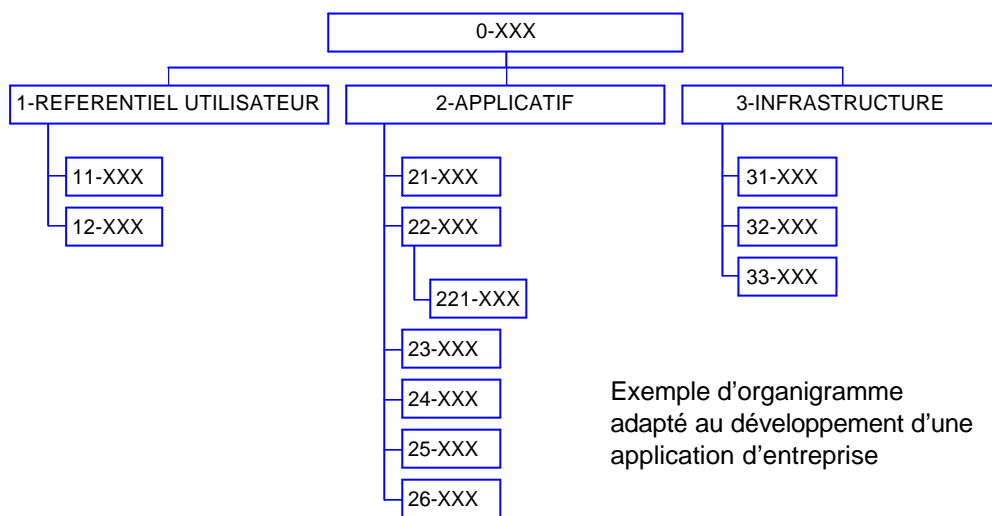 0-XXX
1-REFERENTIEL UTILISATEUR
2-APPLICATIF
3-INFRASTRUCTURE
11-XXX
12-XXX
21-XXX
22-XXX
221-XXX
23-XXX
24-XXX
25-XXX
26-XXX
31-XXX
32-XXX
33-XXX
Exemple d’organigramme
adapté au développement d’une
application d’entreprise